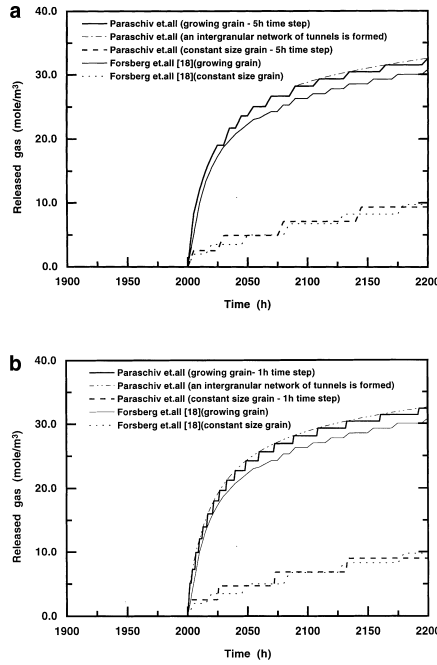 a
Paraschiv et.all (growing grain - 5h time step)
Paraschiv et.all (an intergranular network of tunnels is formed)
Paraschiv et.all (constant size grain - 5h time step)
Forsberg et.all [18](growing grain)
Forsberg et.all [18](constant size grain)
40.0
30.0
20.0
10.0
0.0
Released gas (mole/m³)
1900 1950 2000 2050 2100 2150 2200
Time (h)
b
Paraschiv et.all (growing grain- 1h time step)
Paraschiv et.all (an intergranular network of tunnels is formed)
Paraschiv et.all (constant size grain - 1h time step)
Forsberg et.all [18](growing grain)
Forsberg et.all [18](constant size grain)
40.0
30.0
20.0
10.0
0.0
Released gas (mole/m³)
1900 1950 2000 2050 2100 2150 2200
Time (h)